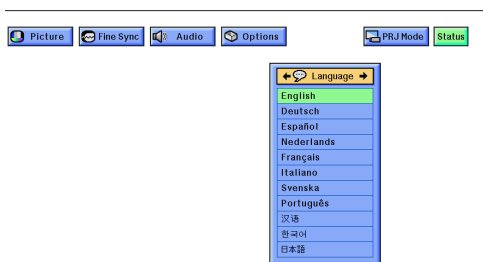 Picture Fine Sync Audio Options PRJ Mode Status
Language
English
Deutsch
Español
Nederlands
Français
Italiano
Svenska
Português
汉语
한국어
日本語